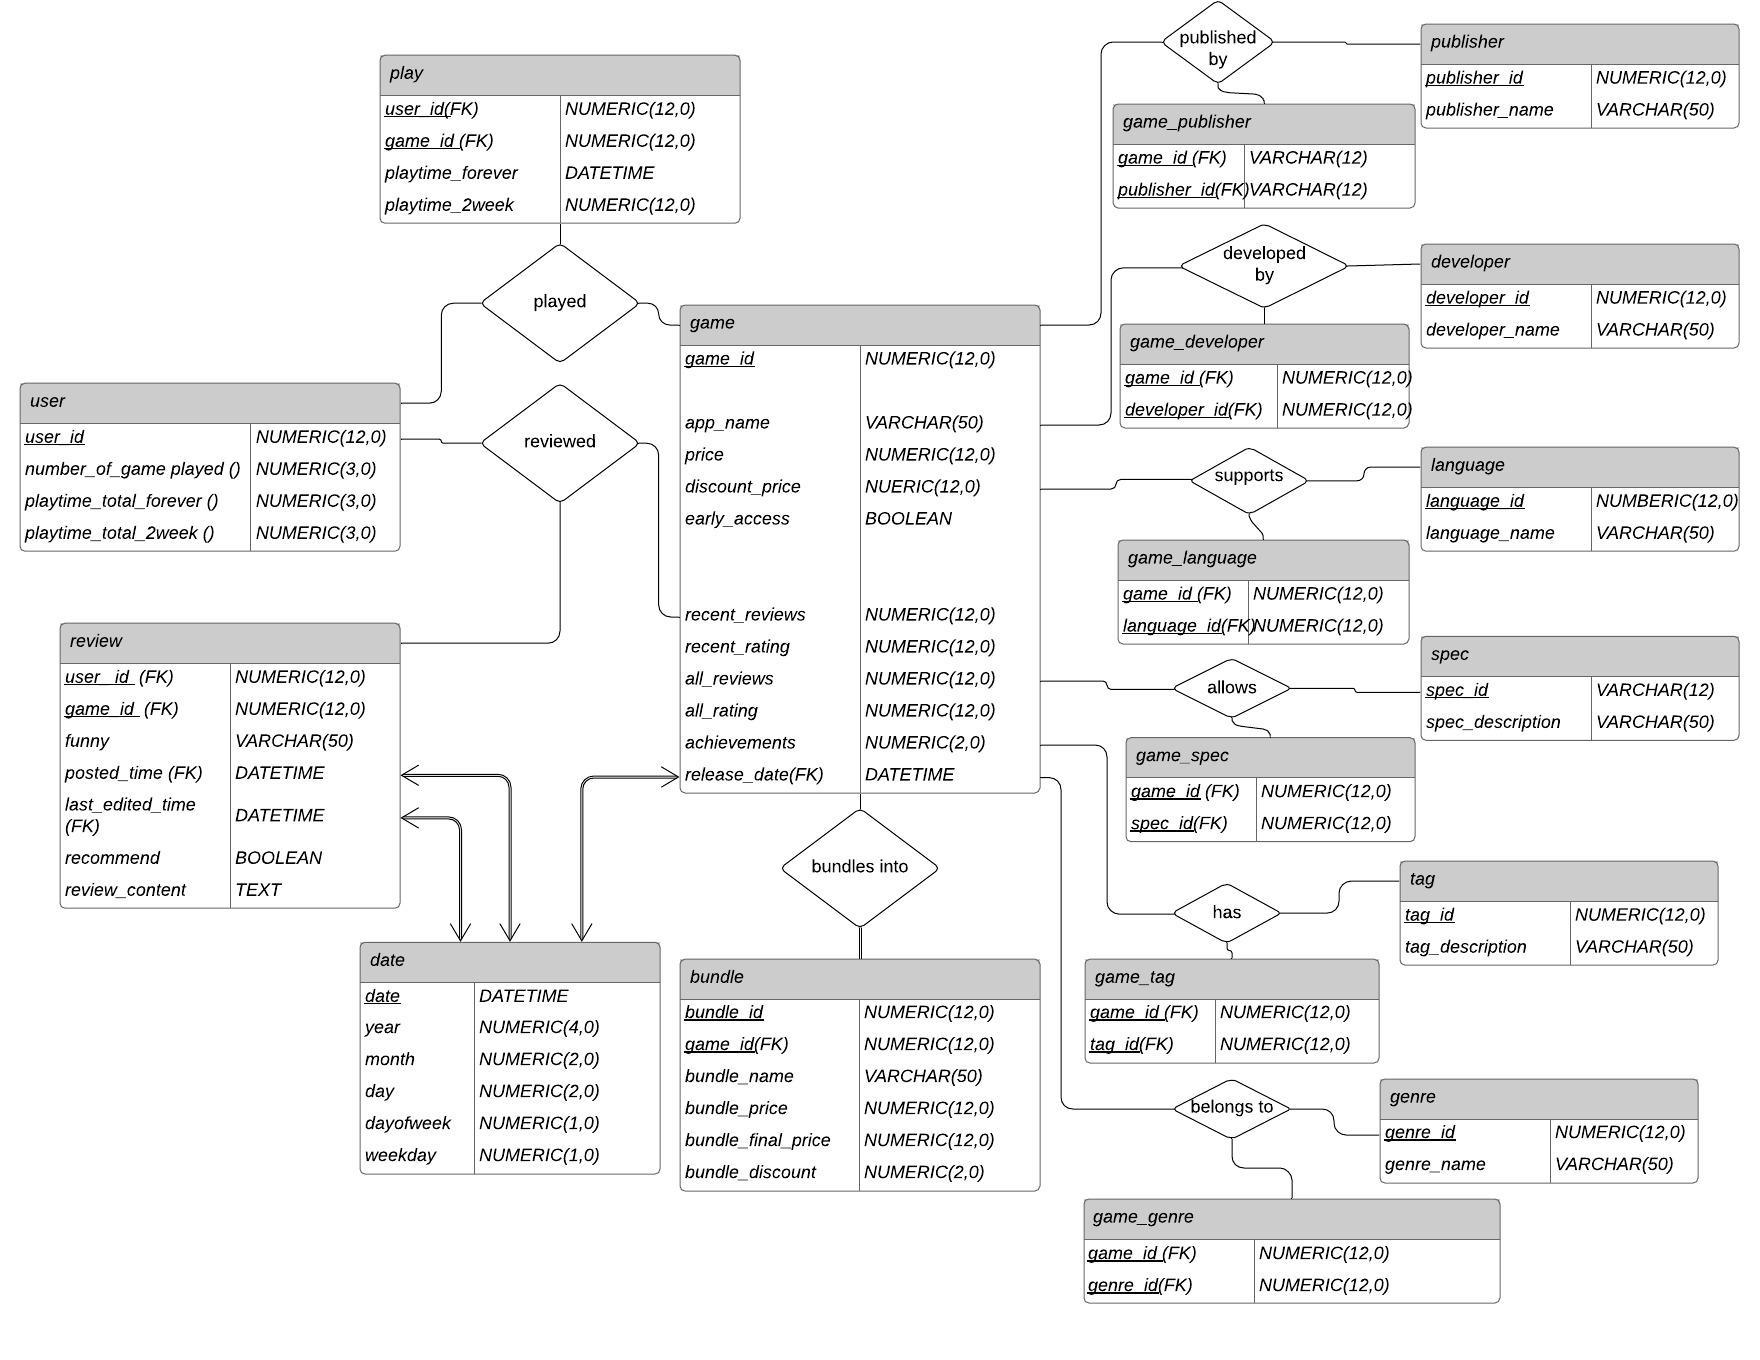 published
by
publisher
publisher_id NUMERIC(12,0)
publisher_name VARCHAR(50)
play
user_id(FK) NUMERIC(12,0)
game_id (FK) NUMERIC(12,0)
playtime_forever DATETIME
playtime_2week NUMERIC(12,0)
game_publisher
game_id (FK) VARCHAR(12)
publisher_id(FK) VARCHAR(12)
played
developed
by
developer
developer_id NUMERIC(12,0)
developer_name VARCHAR(50)
game_developer
game_id (FK) NUMERIC(12,0)
developer_id(FK) NUMERIC(12,0)
game
game_id NUMERIC(12,0)
app_name VARCHAR(50)
price NUMERIC(12,0)
discount_price NUERIC(12,0)
early_access BOOLEAN
recent_reviews NUMERIC(12,0)
recent_rating NUMERIC(12,0)
all_reviews NUMERIC(12,0)
all_rating NUMERIC(12,0)
achievements NUMERIC(2,0)
release_date(FK) DATETIME
user
user_id NUMERIC(12,0)
number_of_game played () NUMERIC(3,0)
playtime_total_forever () NUMERIC(3,0)
playtime_total_2week () NUMERIC(3,0)
reviewed
supports
language
language_id NUMBERIC(12,0)
language_name VARCHAR(50)
game_language
game_id (FK) NUMERIC(12,0)
language_id(FK) NUMERIC(12,0)
review
user_id (FK) NUMERIC(12,0)
game_id (FK) NUMERIC(12,0)
funny VARCHAR(50)
posted_time (FK) DATETIME
last_edited_time
(FK) DATETIME
recommend BOOLEAN
review_content TEXT
allows
spec
spec_id VARCHAR(12)
spec_description VARCHAR(50)
game_spec
game_id (FK) NUMERIC(12,0)
spec_id(FK) NUMERIC(12,0)
bundles into
has
tag
tag_id NUMERIC(12,0)
tag_description VARCHAR(50)
game_tag
game_id (FK) NUMERIC(12,0)
tag_id(FK) NUMERIC(12,0)
date
date DATETIME
year NUMERIC(4,0)
month NUMERIC(2,0)
day NUMERIC(2,0)
dayofweek NUMERIC(1,0)
weekday NUMERIC(1,0)
bundle
bundle_id NUMERIC(12,0)
game_id(FK) NUMERIC(12,0)
bundle_name VARCHAR(50)
bundle_price NUMERIC(12,0)
bundle_final_price NUMERIC(12,0)
bundle_discount NUMERIC(2,0)
belongs to
genre
genre_id NUMERIC(12,0)
genre_name VARCHAR(50)
game_genre
game_id (FK) NUMERIC(12,0)
genre_id(FK) NUMERIC(12,0)